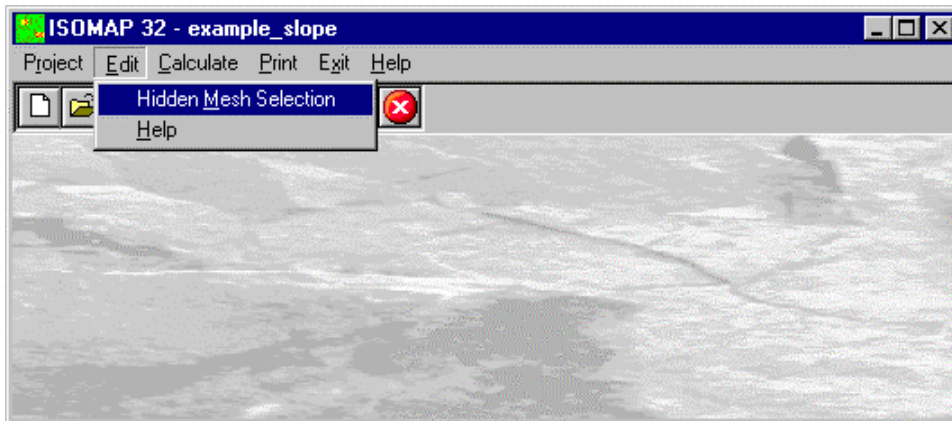 ISOMAP 32 - example_slope
Project Edit Calculate Print Exit Help
Hidden Mesh Selection
Help